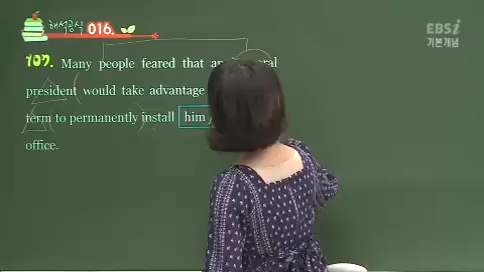 해석공식 016.
EBSi
기본개념
107. Many people feared that an
president would take advantage
term to permanently install him
office.